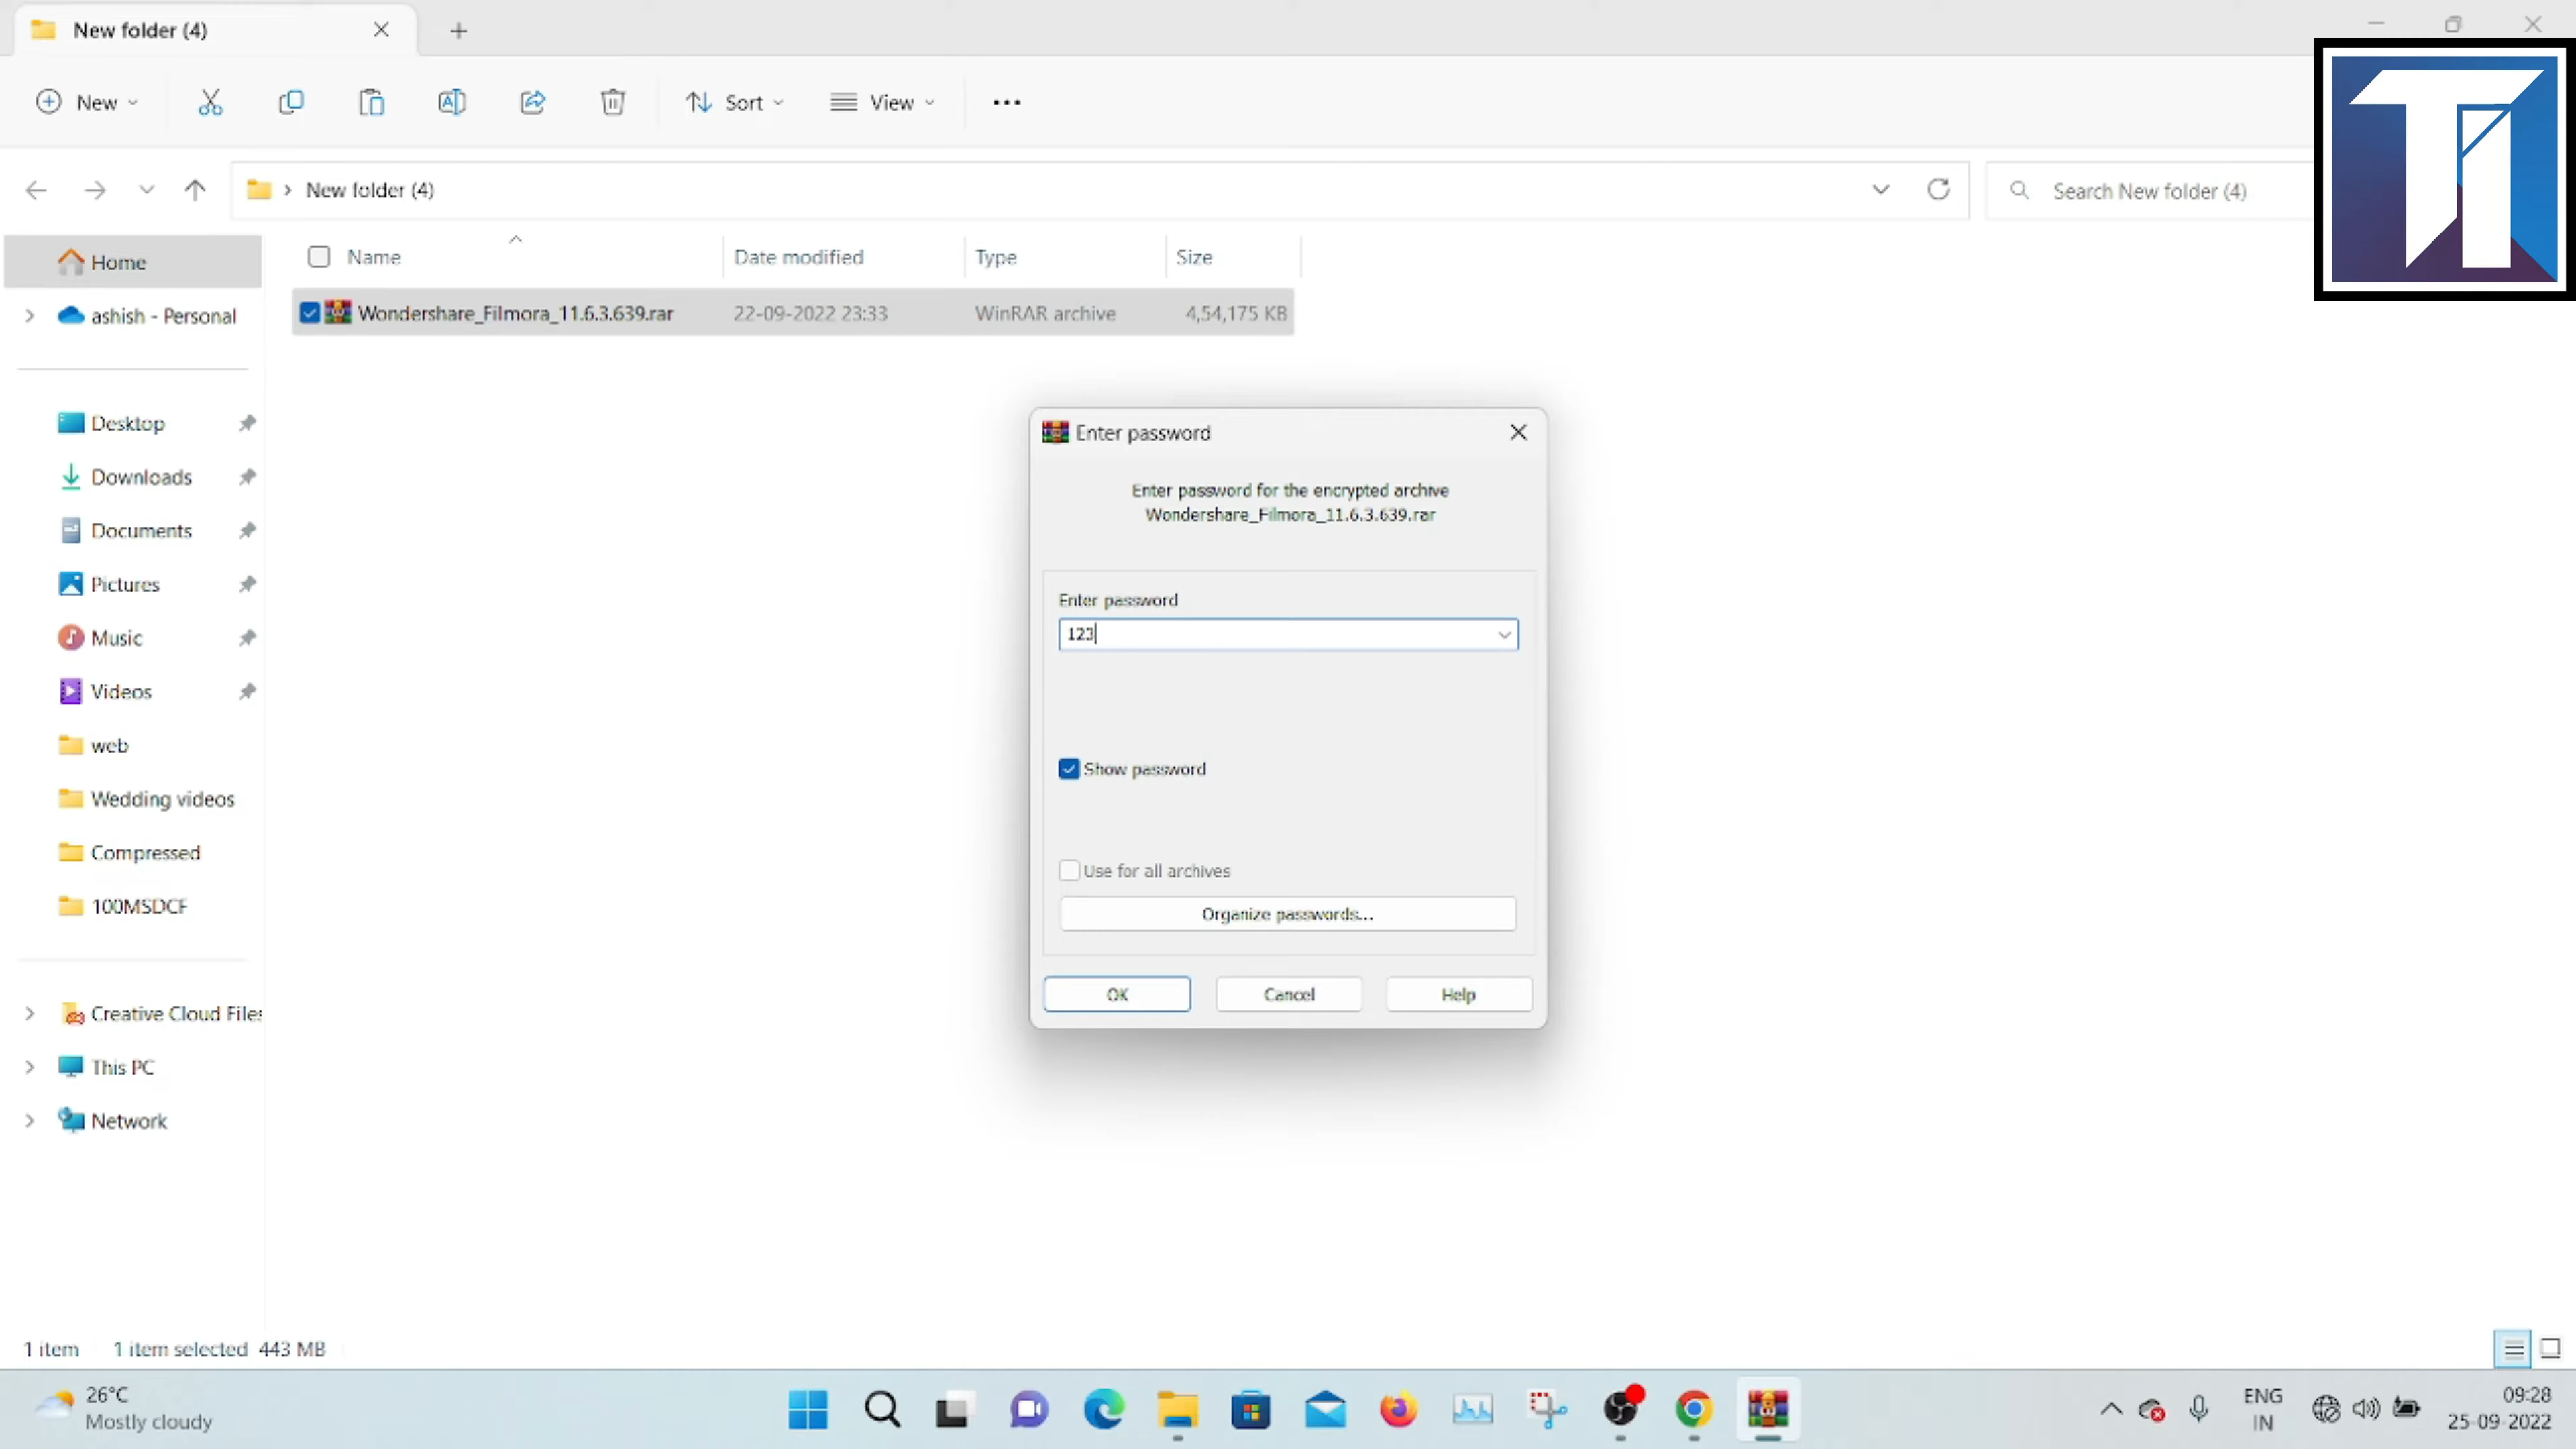 New folder (4)
New
Sort
View
New folder (4)
Search New folder (4)
Name
Date modified
Type
Size
Wondershare_Filmora_11.6.3.639.rar
22-09-2022 23:33
WinRAR archive
4,54,175 KB
Home
ashish - Personal
Desktop
Downloads
Documents
Pictures
Music
Videos
web
Wedding videos
Compressed
100MSDCF
Creative Cloud Files
This PC
Network
Enter password
Enter password for the encrypted archive
Wondershare_Filmora_11.6.3.639.rar
Enter password
123
Show password
Use for all archives
Organize passwords...
OK
Cancel
Help
1 item
1 item selected 443 MB
26°C
Mostly cloudy
ENG
IN
09:28
25-09-2022
TI